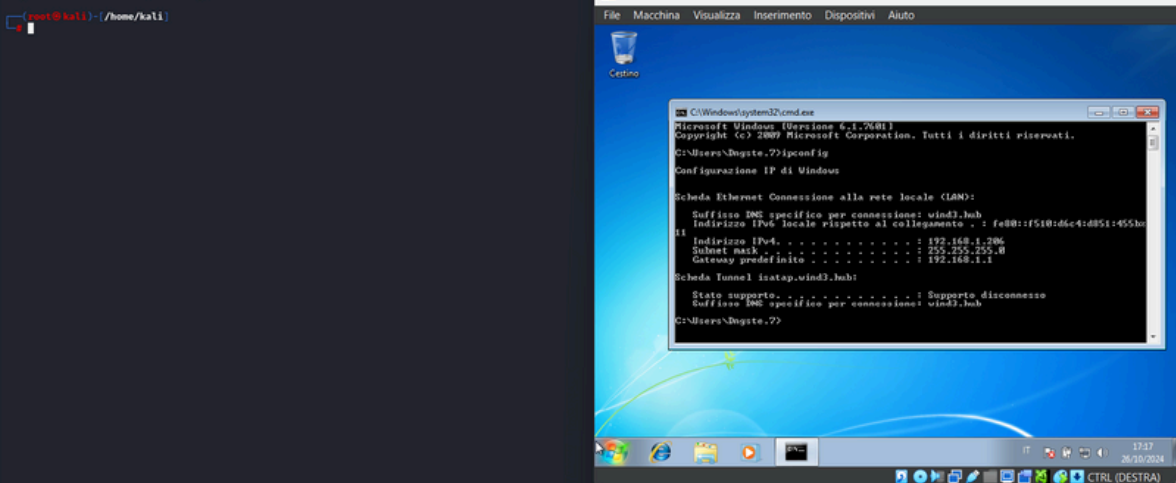 (root㉿kali)-[/home/kali]
#
File Macchina Visualizza Inserimento Dispositivi Aiuto
Cestino
C:\Windows\system32\cmd.exe
Microsoft Windows [Versione 6.1.7601]
Copyright (c) 2009 Microsoft Corporation. Tutti i diritti riservati.
C:\Users\Dngste.7>ipconfig
Configurazione IP di Windows
Scheda Ethernet Connessione alla rete locale (LAN):
Suffisso DNS specifico per connessione: wind3.hub
Indirizzo IPv6 locale rispetto al collegamento . : fe80::f510:d6c4:d851:455b%
11
Indirizzo IPv4. . . . . . . . . . . . : 192.168.1.206
Subnet mask . . . . . . . . . . . . . : 255.255.255.0
Gateway predefinito . . . . . . . . . : 192.168.1.1
Scheda Tunnel isatap.wind3.hub:
Stato supporto. . . . . . . . . . . . : Supporto disconnesso
Suffisso DNS specifico per connessione: wind3.hub
C:\Users\Dngste.7>
IT
17:17
26/10/2024
CTRL (DESTRA)